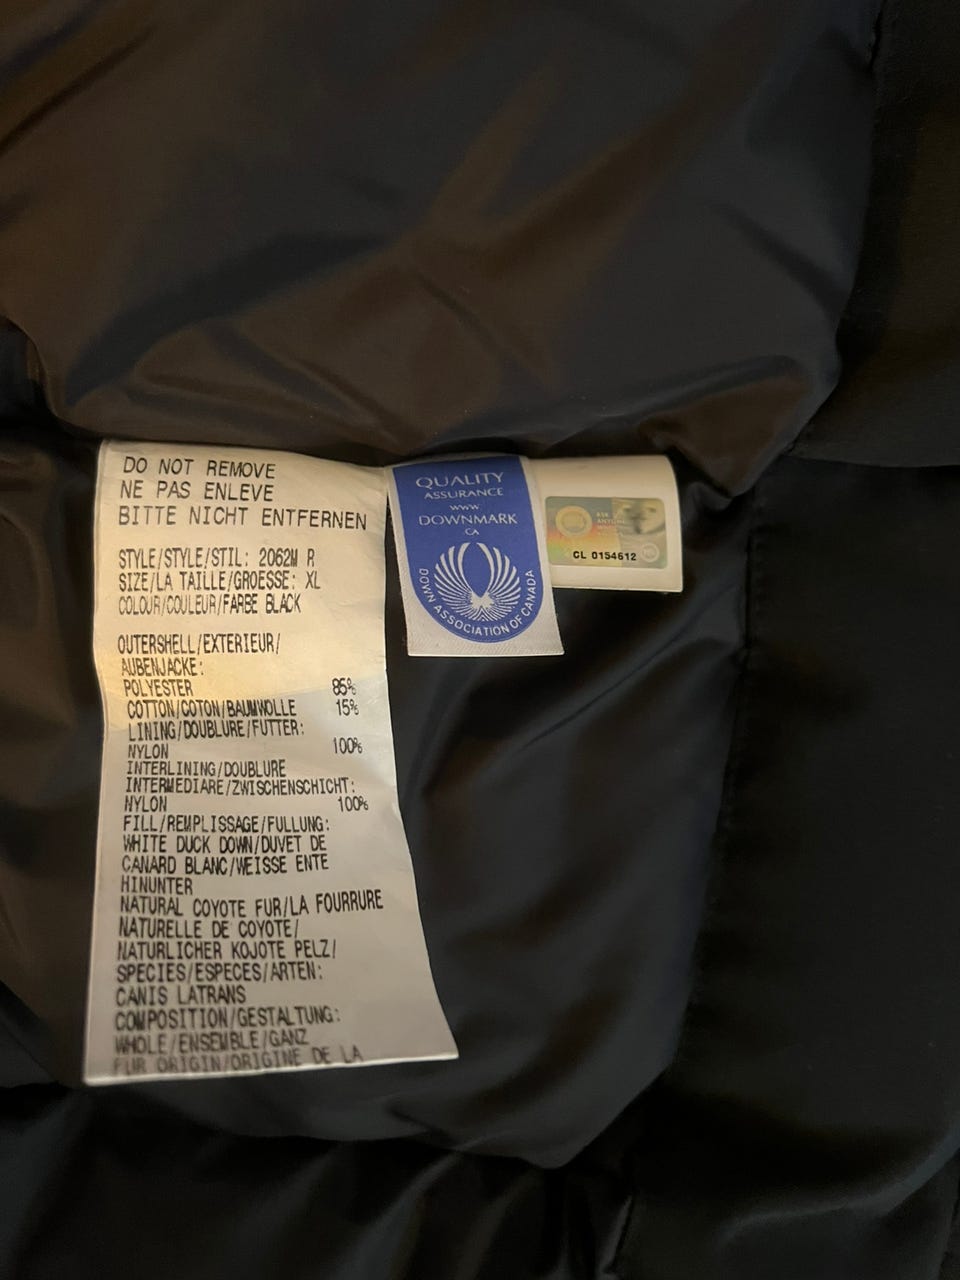 DO NOT REMOVE
NE PAS ENLEVE
BITTE NICHT ENTFERNEN
STYLE/STYLE/STIL: 2062M R
SIZE/LA TAILLE/GROESSE: XL
COLOUR/COULEUR/FARBE BLACK
OUTERSHELL/EXTERIEUR/
AUBENJACKE:
POLYESTER 85%
COTTON/COTON/BAUMWOLLE 15%
LINING/DOUBLURE/FUTTER:
NYLON 100%
INTERLINING/DOUBLURE
INTERMEDIARE/ZWISCHENSCHICHT:
NYLON 100%
FILL/REMPLISSAGE/FULLUNG:
WHITE DUCK DOWN/DUVET DE
CANARD BLANC/WEISSE ENTE
HINUNTER
NATURAL COYOTE FUR/LA FOURRURE
NATURELLE DE COYOTE/
NATURLICHER KOJOTE PELZ/
SPECIES/ESPECES/ARTEN:
CANIS LATRANS
COMPOSITION/GESTALTUNG:
WHOLE/ENSEMBLE/GANZ
FUR ORIGIN/ORIGINE DE LA
QUALITY
ASSURANCE
www
DOWNMARK
CA
DOWN ASSOCIATION OF CANADA
ASK
CL 0154612